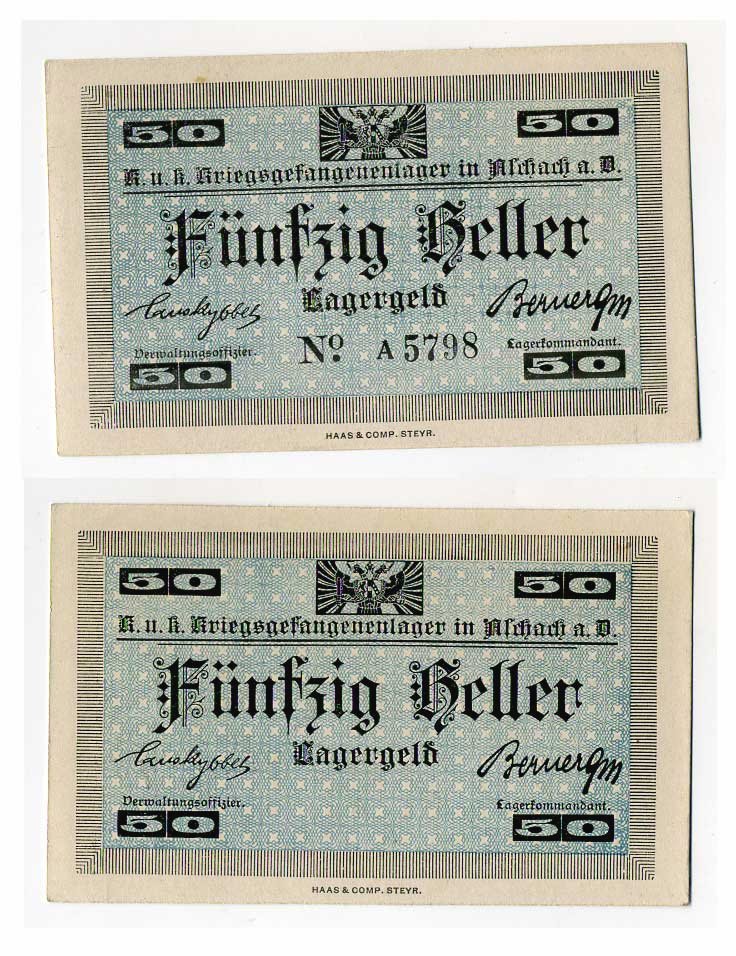 50 50
K. u. k. Kriegsgefangenenlager in Aschach a. D.
Fünfzig Heller
Lagergeld
No. A 5798
Verwaltungsoffizier. Lagerkommandant.
50 50
HAAS & COMP. STEYR.
50 50
K. u. k. Kriegsgefangenenlager in Aschach a. D.
Fünfzig Heller
Lagergeld
Verwaltungsoffizier. Lagerkommandant.
50 50
HAAS & COMP. STEYR.